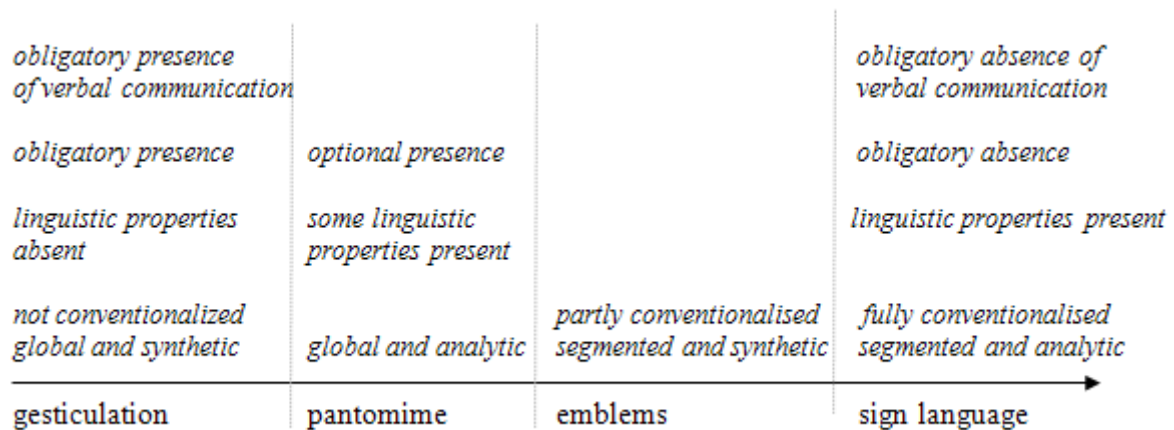 obligatory presence
of verbal communication
obligatory absence of
verbal communication
obligatory presence
optional presence
obligatory absence
linguistic properties
absent
some linguistic
properties present
linguistic properties present
not conventionalized
global and synthetic
global and analytic
partly conventionalised
segmented and synthetic
fully conventionalised
segmented and analytic
gesticulation
pantomime
emblems
sign language